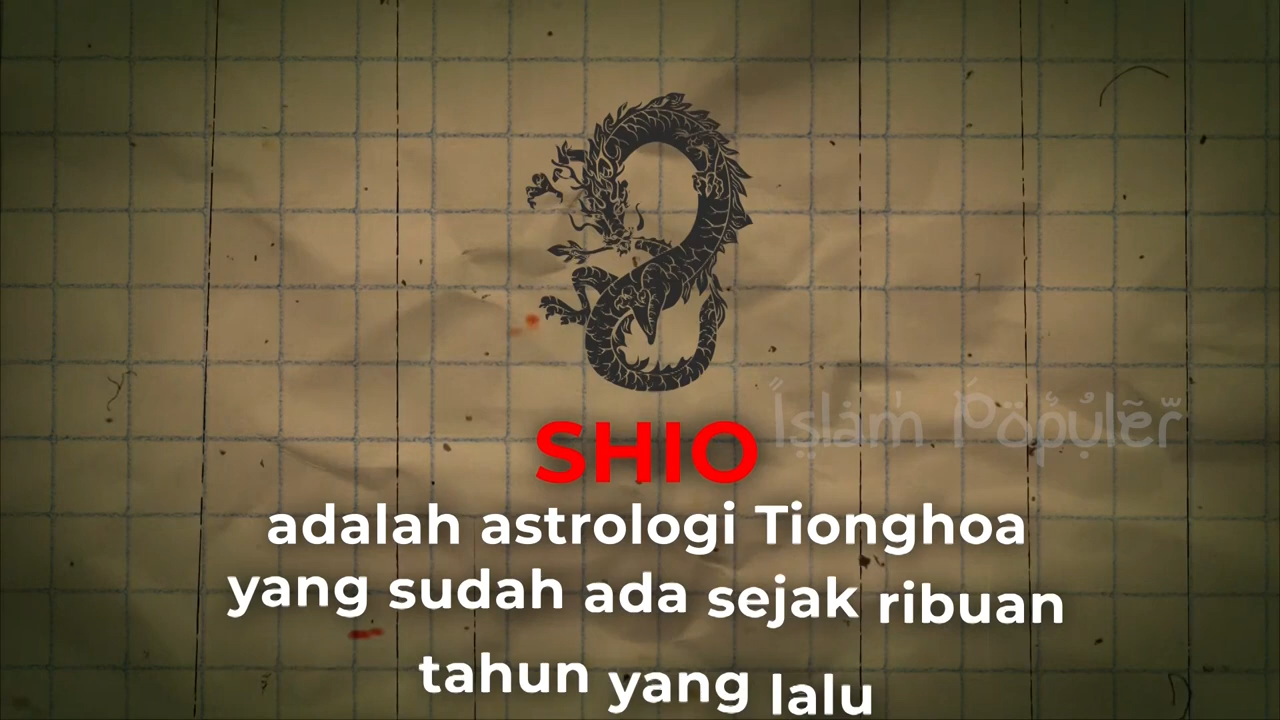 SHIO
Islam Populer
adalah astrologi Tionghoa
yang sudah ada sejak ribuan
tahun yang lalu